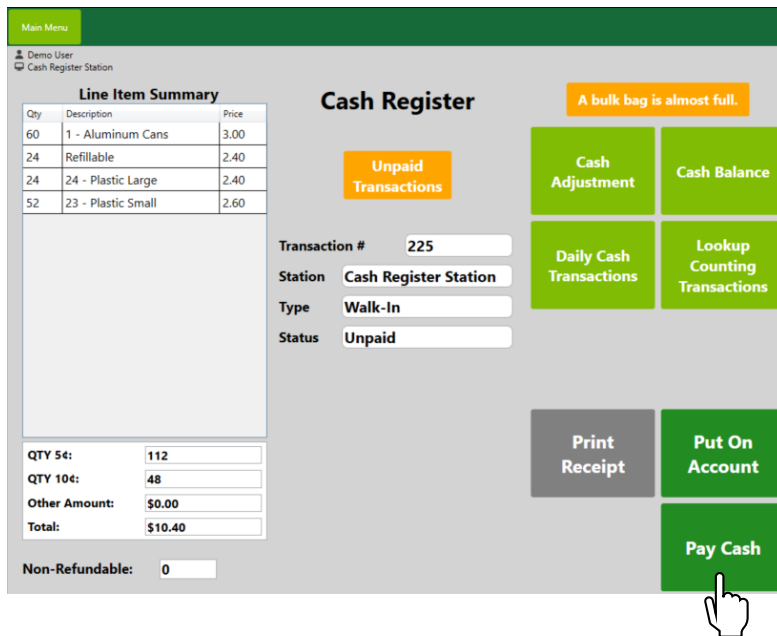 Main Menu
Demo User
Cash Register Station
Line Item Summary
Qty Description Price
60 1 - Aluminum Cans 3.00
24 Refillable 2.40
24 24 - Plastic Large 2.40
52 23 - Plastic Small 2.60
QTY 5¢: 112
QTY 10¢: 48
Other Amount: $0.00
Total: $10.40
Non-Refundable: 0
Cash Register
Unpaid
Transactions
Transaction # 225
Station Cash Register Station
Type Walk-In
Status Unpaid
A bulk bag is almost full.
Cash
Adjustment
Cash Balance
Daily Cash
Transactions
Lookup
Counting
Transactions
Print
Receipt
Put On
Account
Pay Cash